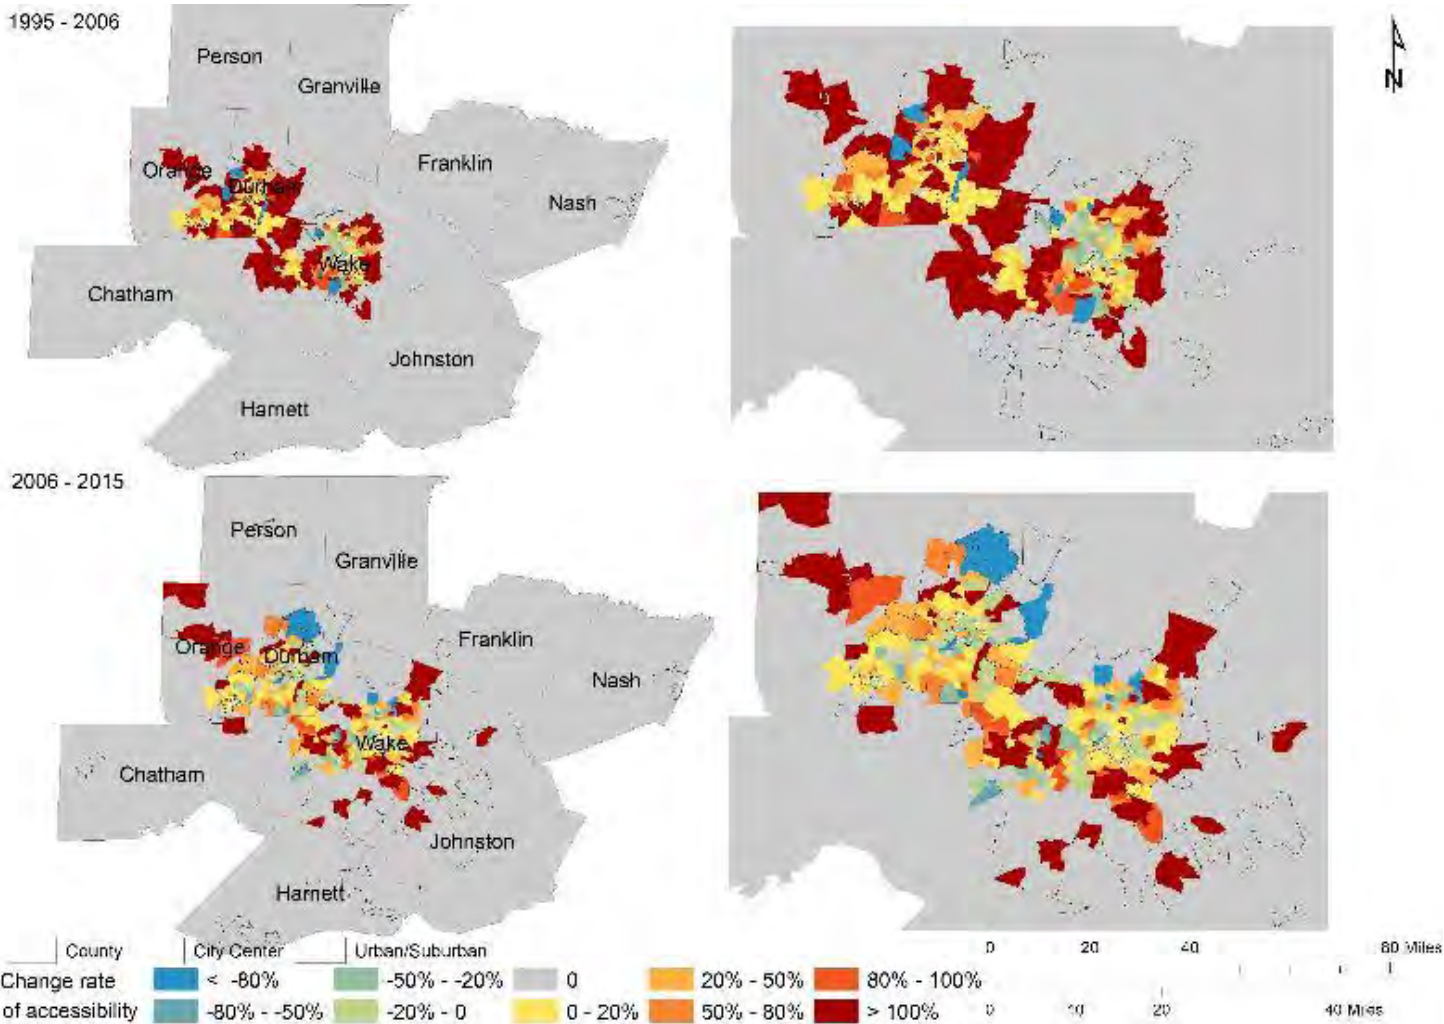 1995 - 2006
N
Person
Granville
Orange
Durham
Franklin
Nash
Wake
Chatham
Johnston
Harnett
2006 - 2015
Person
Granville
Orange
Durham
Franklin
Nash
Wake
Chatham
Johnston
Harnett
County City Center Urban/Suburban
0 20 40 80 Miles
Change rate < -80% -50% - -20% 0 20% - 50% 80% - 100%
of accessibility -80% - -50% -20% - 0 0 - 20% 50% - 80% > 100%
0 10 20 40 Miles